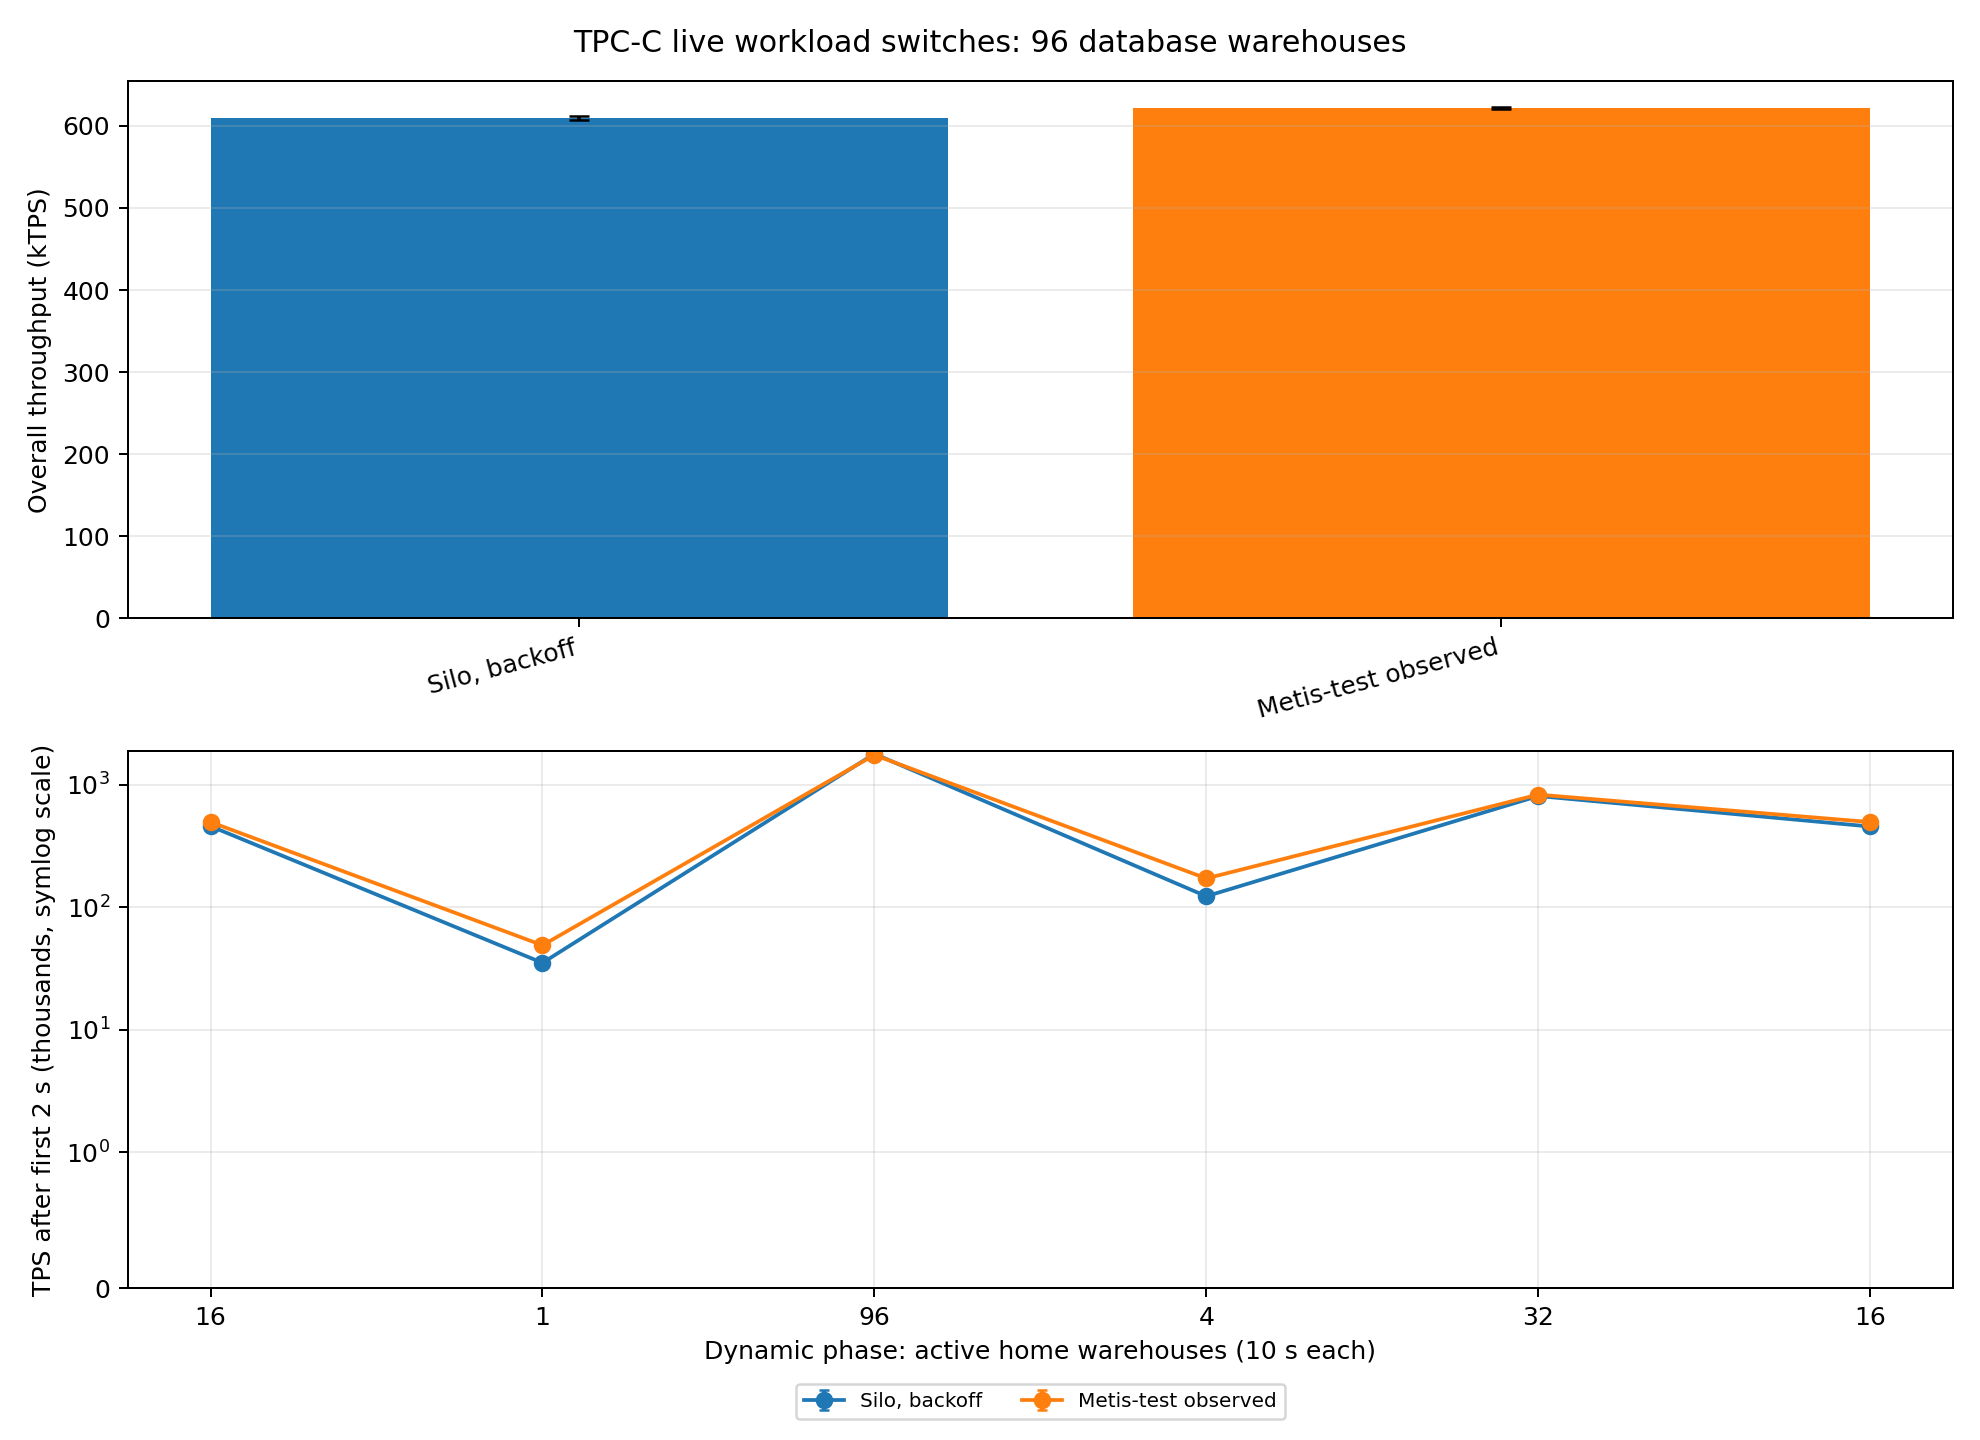 TPC-C live workload switches: 96 database warehouses
Overall throughput (kTPS)
600
500
400
300
200
100
0
Silo, backoff
Metis-test observed
TPS after first 2 s (thousands, symlog scale)
10³
10²
10¹
10⁰
0
16 1 96 4 32 16
Dynamic phase: active home warehouses (10 s each)
Silo, backoff Metis-test observed